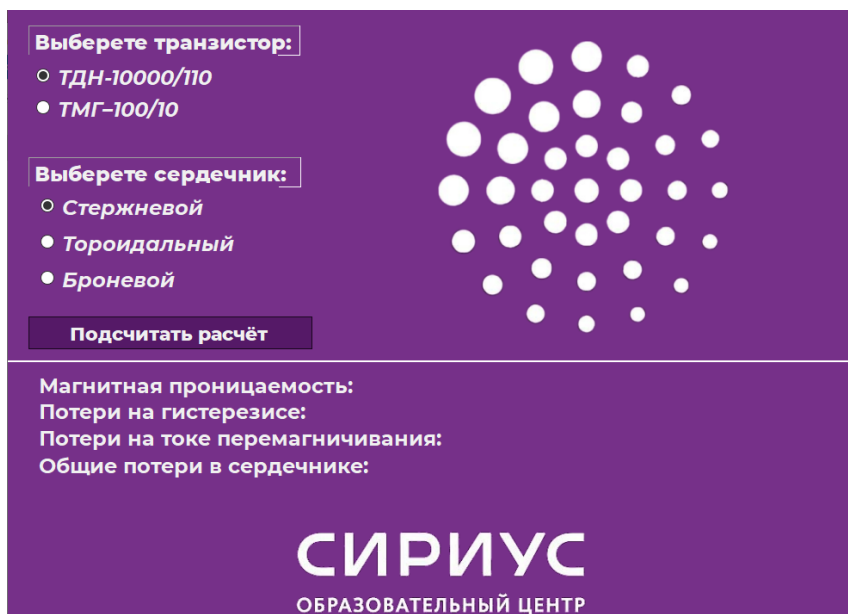 Выберете транзистор:
ТДН-10000/110
ТМГ–100/10
Выберете сердечник:
Стержневой
Тороидальный
Броневой
Подсчитать расчёт
Магнитная проницаемость:
Потери на гистерезисе:
Потери на токе перемагничивания:
Общие потери в сердечнике:
СИРИУС
ОБРАЗОВАТЕЛЬНЫЙ ЦЕНТР